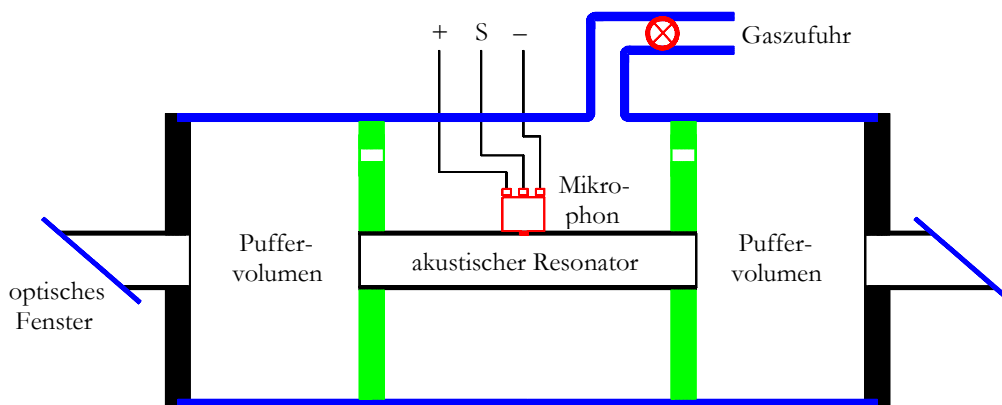 + S –
Gaszufuhr
Mikro-
phon
Puffer-
volumen
akustischer Resonator
Puffer-
volumen
optisches
Fenster